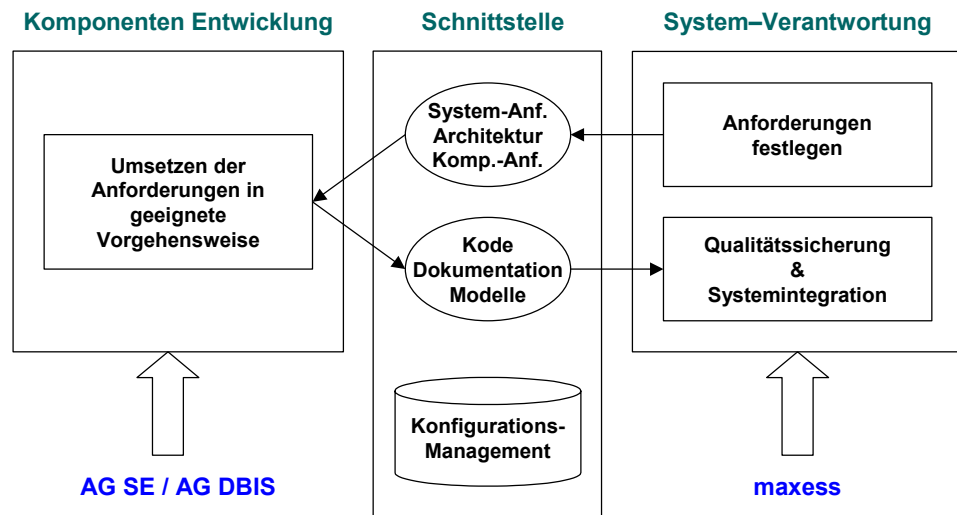 Komponenten Entwicklung
Schnittstelle
System–Verantwortung
Umsetzen der
Anforderungen in
geeignete
Vorgehensweise
System-Anf.
Architektur
Komp.-Anf.
Kode
Dokumentation
Modelle
Konfigurations-
Management
Anforderungen
festlegen
Qualitätssicherung
&
Systemintegration
AG SE / AG DBIS
maxess